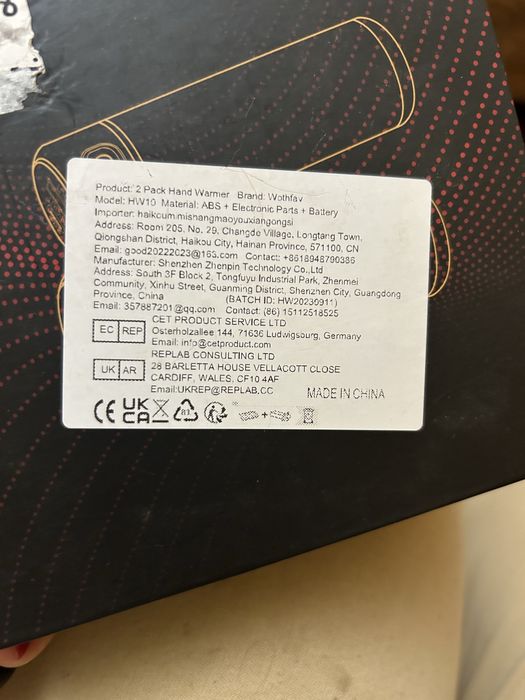 8
Product: 2 Pack Hand Warmer Brand: Wothfav
Model: HW10 Material: ABS + Electronic Parts + Battery
Importer: haikoum.mishangmaoyouxiangongsi
Address: Room 205, No. 29, Changde Village, Longtang Town,
Qiongshan District, Haikou City, Hainan Province, 571100, CN
Email: good20222023@163.com Contact: +8618948790386
Manufacturer: Shenzhen Zhenpin Technology Co.,Ltd
Address: South 3F Block 2, Tongfuyu Industrial Park, Zhenmei
Community, Xinhu Street, Guanming District, Shenzhen City, Guangdong
Province, China (BATCH ID: HW20230911)
Email: 357887201@qq.com Contact: (86) 15112518525
CET PRODUCT SERVICE LTD
EC REP Osterholzallee 144, 71636 Ludwigsburg, Germany
Email: info@cetproduct.com
REPLAB CONSULTING LTD
UK AR 28 BARLETTA HOUSE VELLACOTT CLOSE
CARDIFF, WALES, CF10 4AF
Email:UKREP@REPLAB.CC
MADE IN CHINA
CE UK CA 81